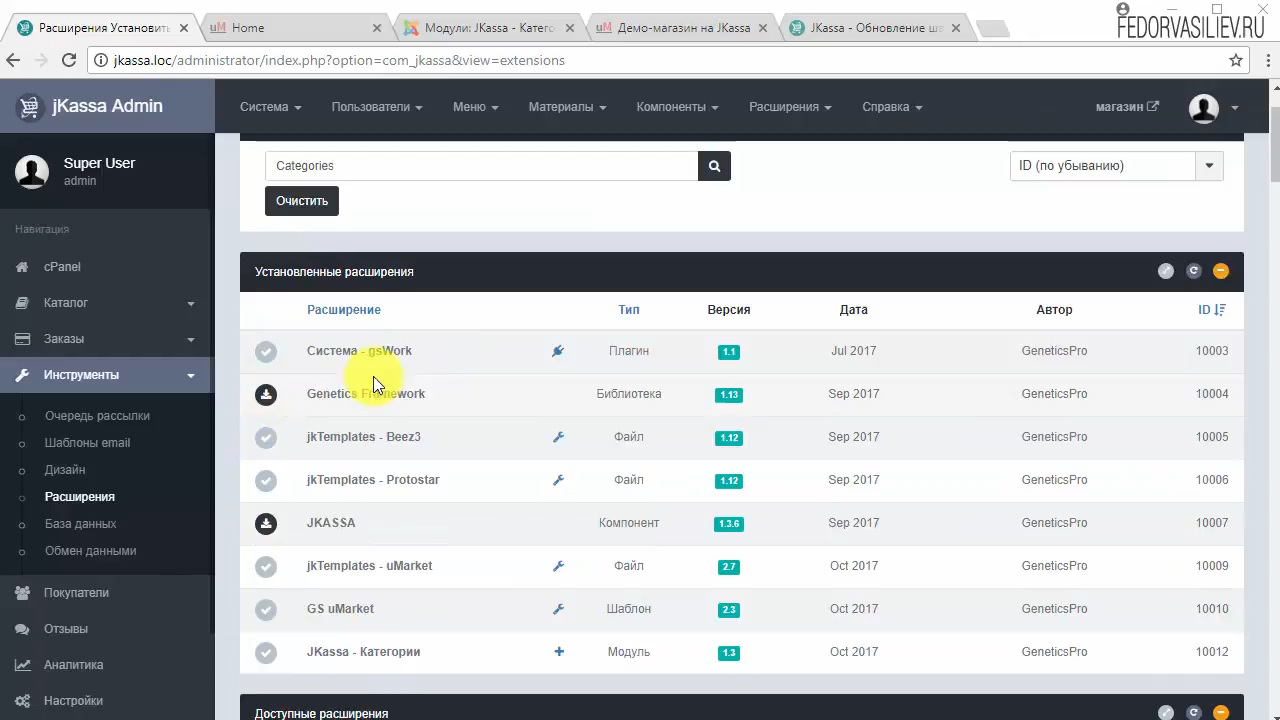 Расширения Установить
uM Home
Модули: JKassa - Катего
uM Демо-магазин на JKassa
JKassa - Обновление ша
FEDORVASILIEV.RU
jkassa.loc/administrator/index.php?option=com_jkassa&view=extensions
jKassa Admin
Система
Пользователи
Меню
Материалы
Компоненты
Расширения
Справка
магазин
Super User
admin
Навигация
cPanel
Каталог
Заказы
Инструменты
Очередь рассылки
Шаблоны email
Дизайн
Расширения
База данных
Обмен данными
Покупатели
Отзывы
Аналитика
Настройки
Categories
ID (по убыванию)
Очистить
Установленные расширения
Расширение Тип Версия Дата Автор ID
Система - gsWork Плагин 1.1 Jul 2017 GeneticsPro 10003
Genetics Framework Библиотека 1.13 Sep 2017 GeneticsPro 10004
jkTemplates - Beez3 Файл 1.12 Sep 2017 GeneticsPro 10005
jkTemplates - Protostar Файл 1.12 Sep 2017 GeneticsPro 10006
JKASSA Компонент 1.3.6 Sep 2017 GeneticsPro 10007
jkTemplates - uMarket Файл 2.7 Oct 2017 GeneticsPro 10009
GS uMarket Шаблон 2.3 Oct 2017 GeneticsPro 10010
JKassa - Категории Модуль 1.3 Oct 2017 GeneticsPro 10012
Доступные расширения